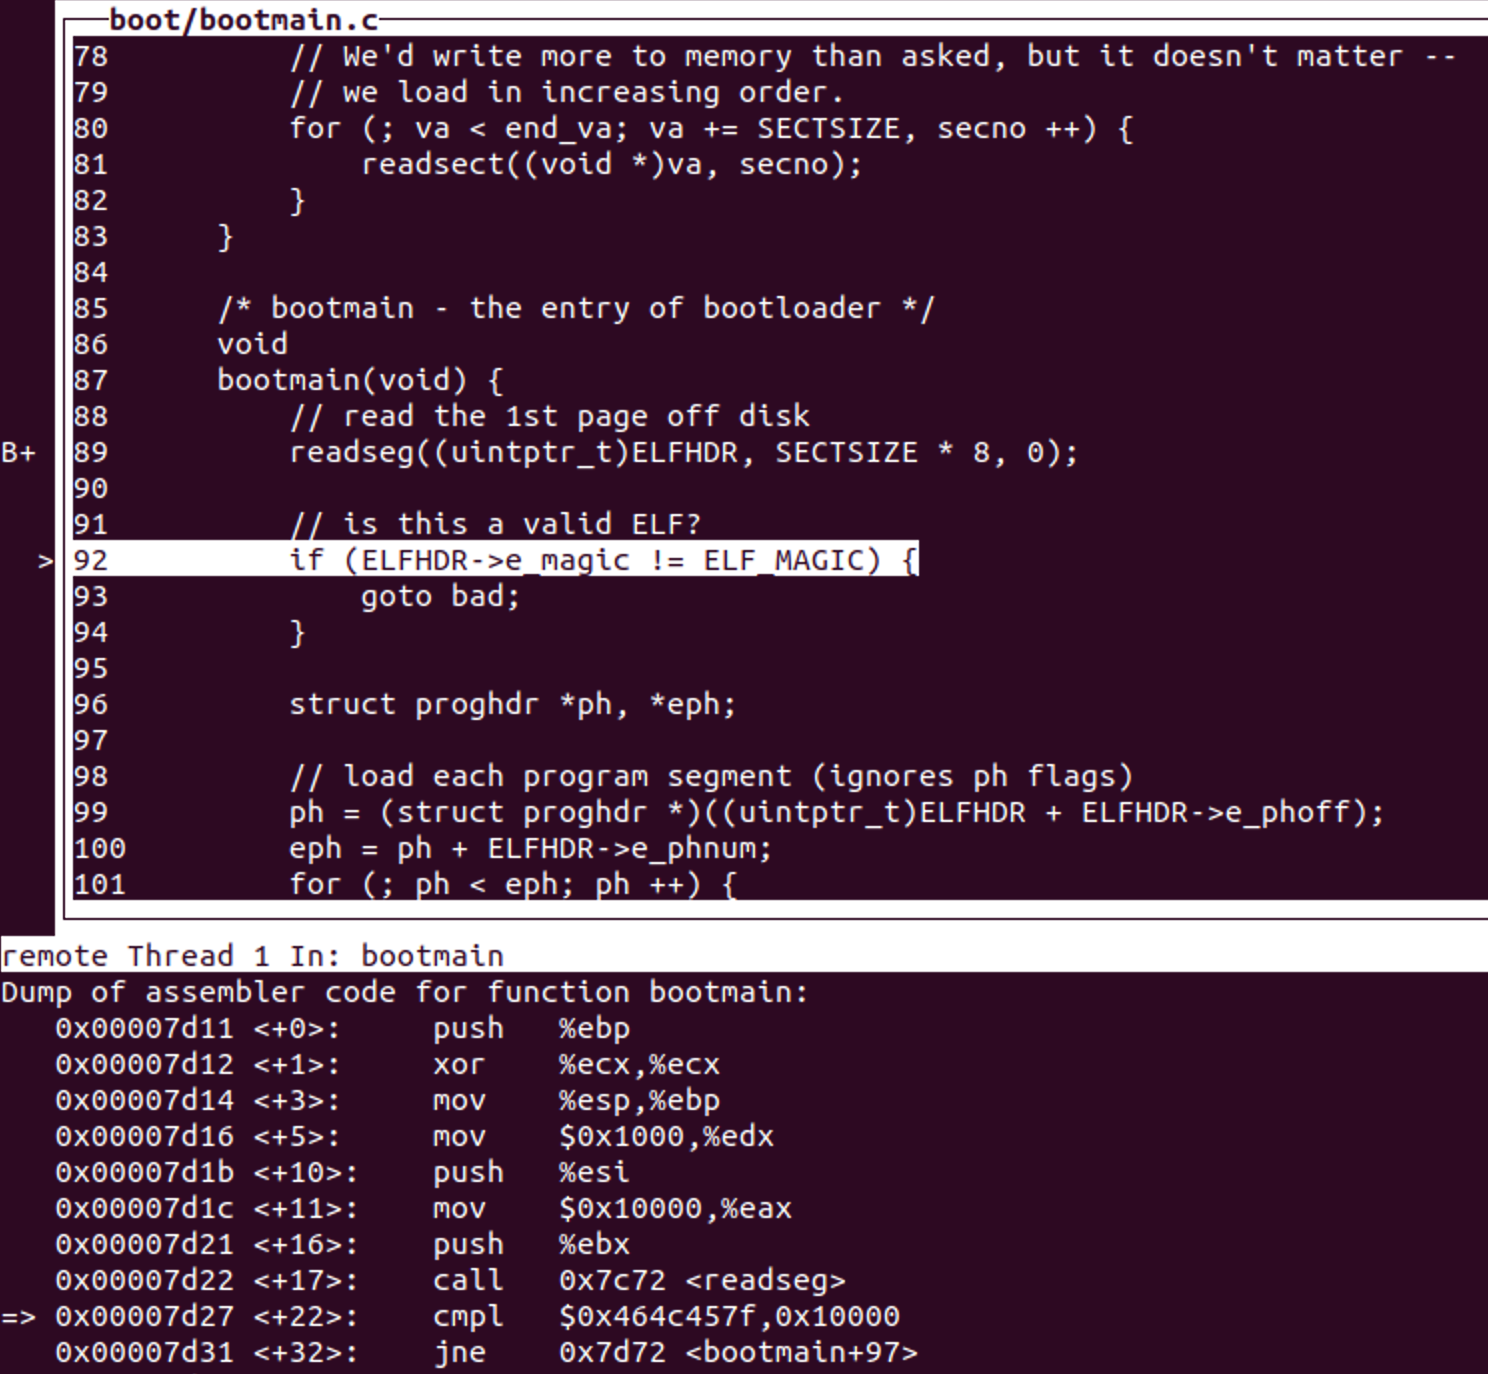 boot/bootmain.c
78          // We'd write more to memory than asked, but it doesn't matter --
79          // we load in increasing order.
80          for (; va < end_va; va += SECTSIZE, secno ++) {
81              readsect((void *)va, secno);
82          }
83      }
84
85      /* bootmain - the entry of bootloader */
86      void
87      bootmain(void) {
88          // read the 1st page off disk
B+  89          readseg((uintptr_t)ELFHDR, SECTSIZE * 8, 0);
90
91          // is this a valid ELF?
  > 92          if (ELFHDR->e_magic != ELF_MAGIC) {
93              goto bad;
94          }
95
96          struct proghdr *ph, *eph;
97
98          // load each program segment (ignores ph flags)
99          ph = (struct proghdr *)((uintptr_t)ELFHDR + ELFHDR->e_phoff);
100         eph = ph + ELFHDR->e_phnum;
101         for (; ph < eph; ph ++) {
remote Thread 1 In: bootmain
Dump of assembler code for function bootmain:
   0x00007d11 <+0>:     push   %ebp
   0x00007d12 <+1>:     xor    %ecx,%ecx
   0x00007d14 <+3>:     mov    %esp,%ebp
   0x00007d16 <+5>:     mov    $0x1000,%edx
   0x00007d1b <+10>:    push   %esi
   0x00007d1c <+11>:    mov    $0x10000,%eax
   0x00007d21 <+16>:    push   %ebx
   0x00007d22 <+17>:    call   0x7c72 <readseg>
=> 0x00007d27 <+22>:    cmpl   $0x464c457f,0x10000
   0x00007d31 <+32>:    jne    0x7d72 <bootmain+97>